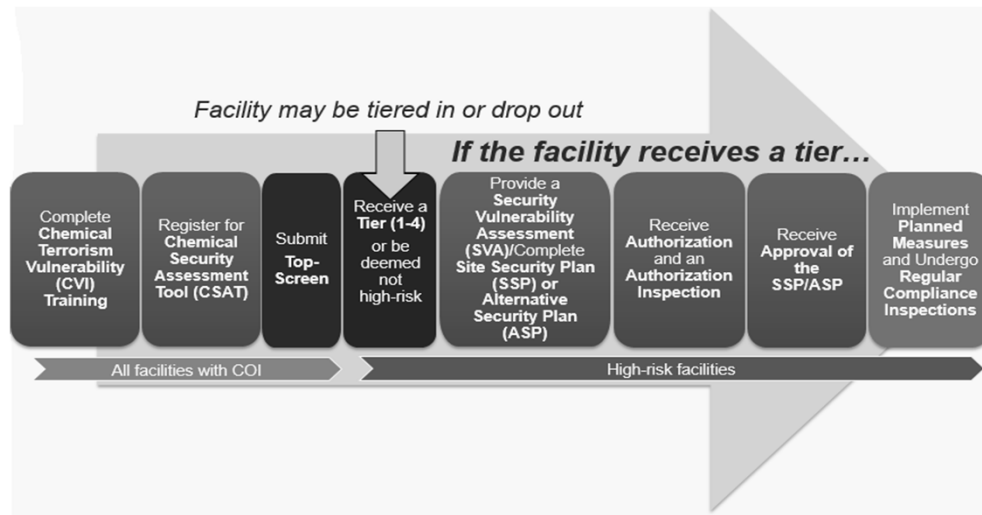 Facility may be tiered in or drop out
If the facility receives a tier…
Complete
Chemical
Terrorism
Vulnerability
(CVI)
Training
Register for
Chemical
Security
Assessment
Tool (CSAT)
Submit
Top-
Screen
Receive a
Tier (1-4)
or be
deemed
not
high-risk
Provide a
Security
Vulnerability
Assessment
(SVA)/Complete
Site Security Plan
(SSP) or
Alternative
Security Plan
(ASP)
Receive
Authorization
and an
Authorization
Inspection
Receive
Approval of
the
SSP/ASP
Implement
Planned
Measures
and Undergo
Regular
Compliance
Inspections
All facilities with COI
High-risk facilities